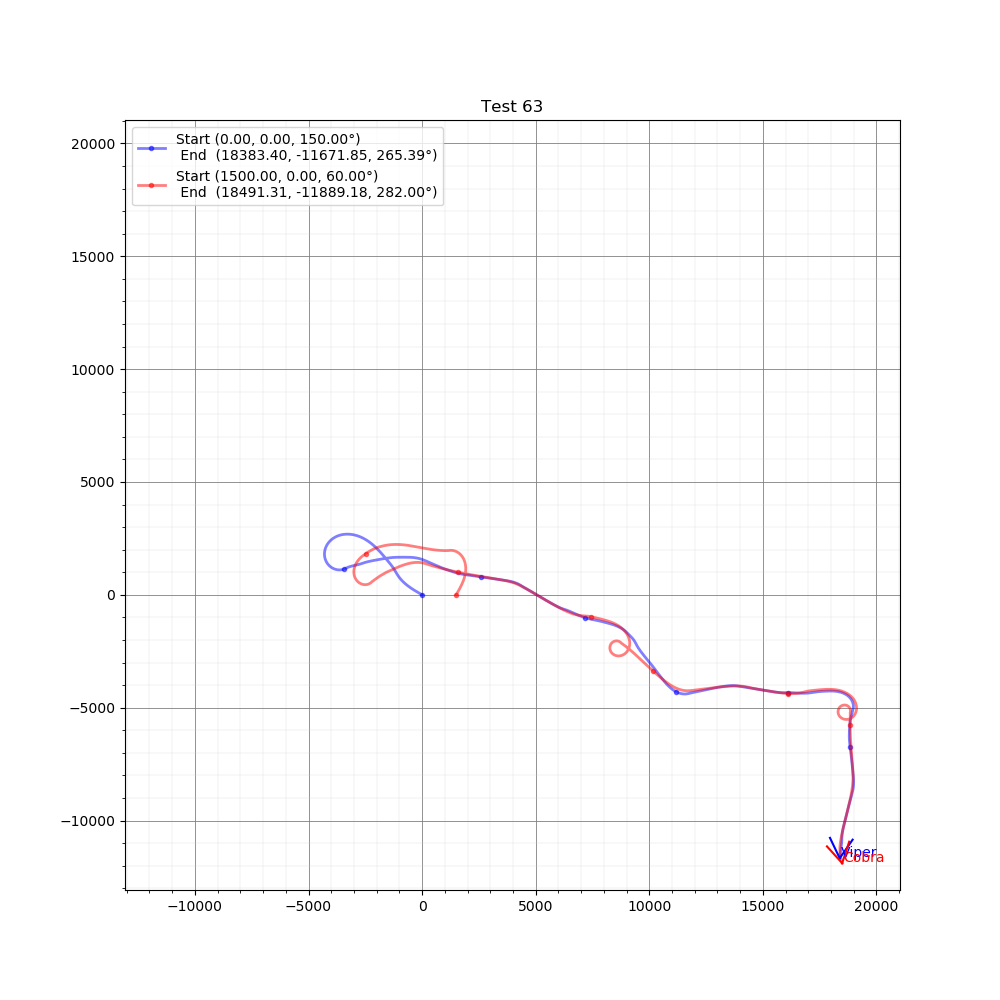 Test 63
Start (0.00, 0.00, 150.00°)
End (18383.40, -11671.85, 265.39°)
Start (1500.00, 0.00, 60.00°)
End (18491.31, -11889.18, 282.00°)
20000
15000
10000
5000
0
−5000
−10000
Viper
Cobra
−10000 −5000 0 5000 10000 15000 20000